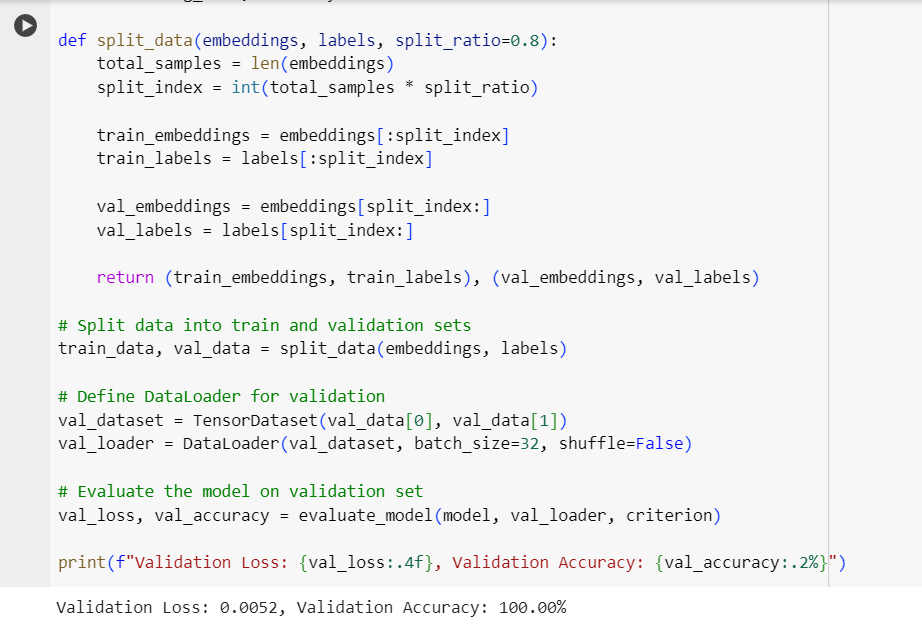 def split_data(embeddings, labels, split_ratio=0.8):
    total_samples = len(embeddings)
    split_index = int(total_samples * split_ratio)
    train_embeddings = embeddings[:split_index]
    train_labels = labels[:split_index]
    val_embeddings = embeddings[split_index:]
    val_labels = labels[split_index:]
    return (train_embeddings, train_labels), (val_embeddings, val_labels)
# Split data into train and validation sets
train_data, val_data = split_data(embeddings, labels)
# Define DataLoader for validation
val_dataset = TensorDataset(val_data[0], val_data[1])
val_loader = DataLoader(val_dataset, batch_size=32, shuffle=False)
# Evaluate the model on validation set
val_loss, val_accuracy = evaluate_model(model, val_loader, criterion)
print(f"Validation Loss: {val_loss:.4f}, Validation Accuracy: {val_accuracy:.2%}")
Validation Loss: 0.0052, Validation Accuracy: 100.00%